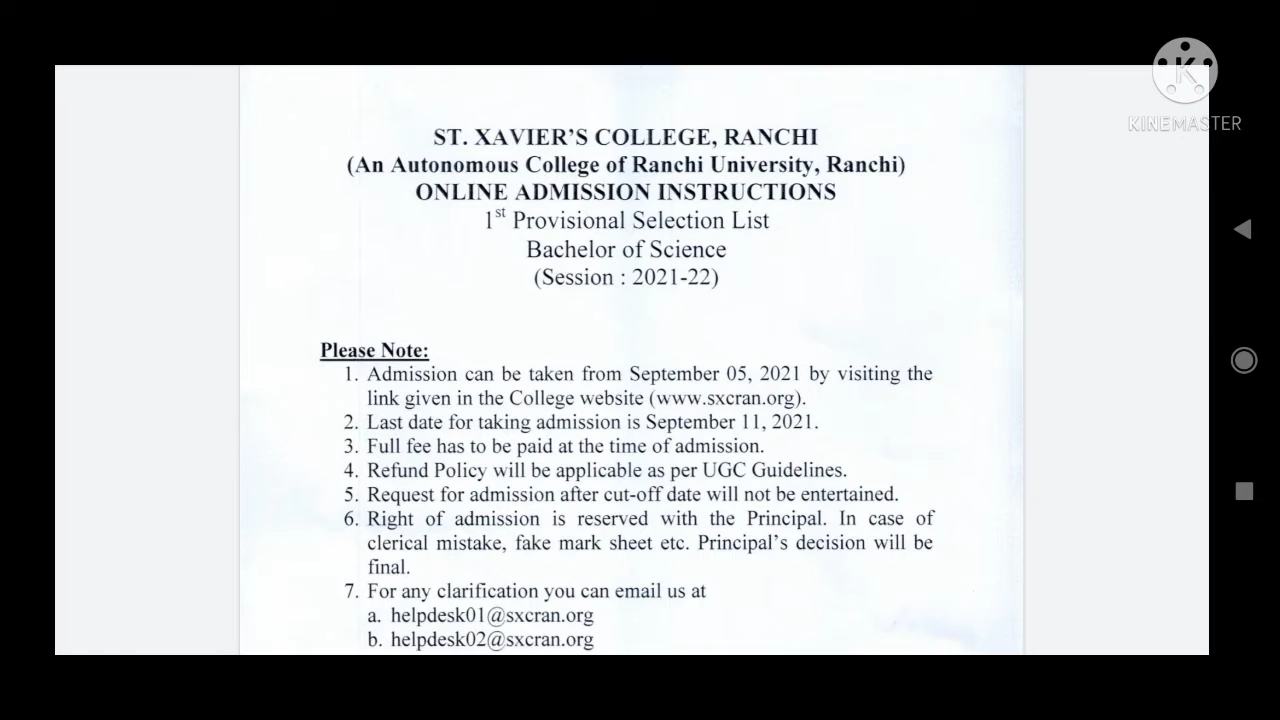 KINEMASTER
ST. XAVIER'S COLLEGE, RANCHI
(An Autonomous College of Ranchi University, Ranchi)
ONLINE ADMISSION INSTRUCTIONS
1st Provisional Selection List
Bachelor of Science
(Session : 2021-22)
Please Note:
1. Admission can be taken from September 05, 2021 by visiting the
link given in the College website (www.sxcran.org).
2. Last date for taking admission is September 11, 2021.
3. Full fee has to be paid at the time of admission.
4. Refund Policy will be applicable as per UGC Guidelines.
5. Request for admission after cut-off date will not be entertained.
6. Right of admission is reserved with the Principal. In case of
clerical mistake, fake mark sheet etc. Principal's decision will be
final.
7. For any clarification you can email us at
a. helpdesk01@sxcran.org
b. helpdesk02@sxcran.org